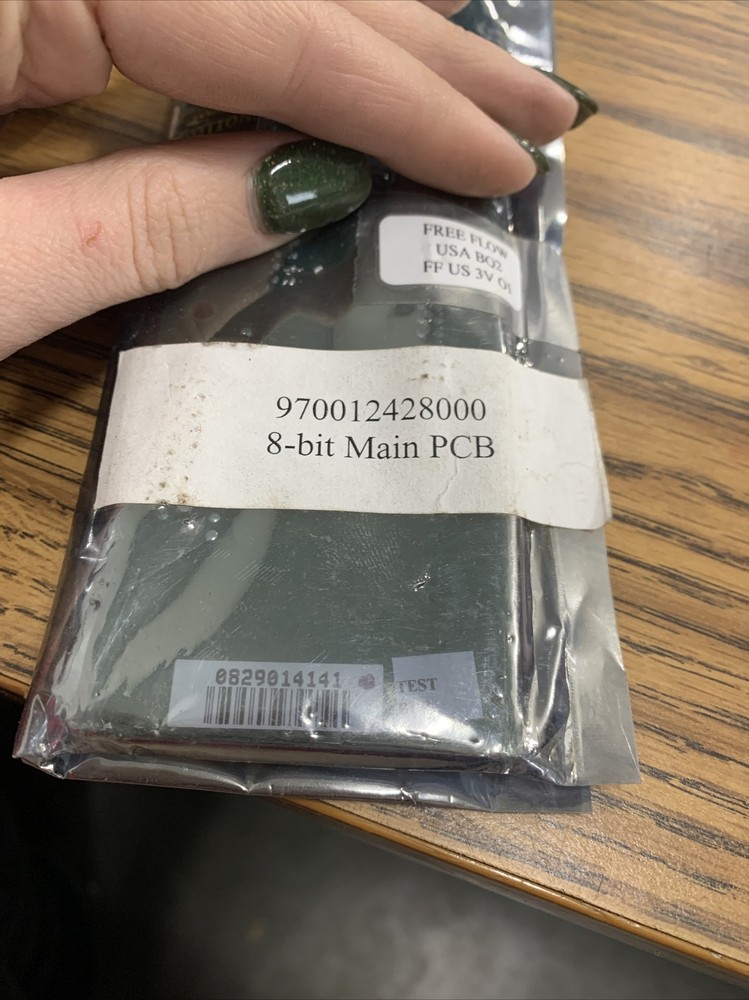 FREE FLOW
USA BO2
FF US 3V 01
970012428000
8-bit Main PCB
0829014141
TEST